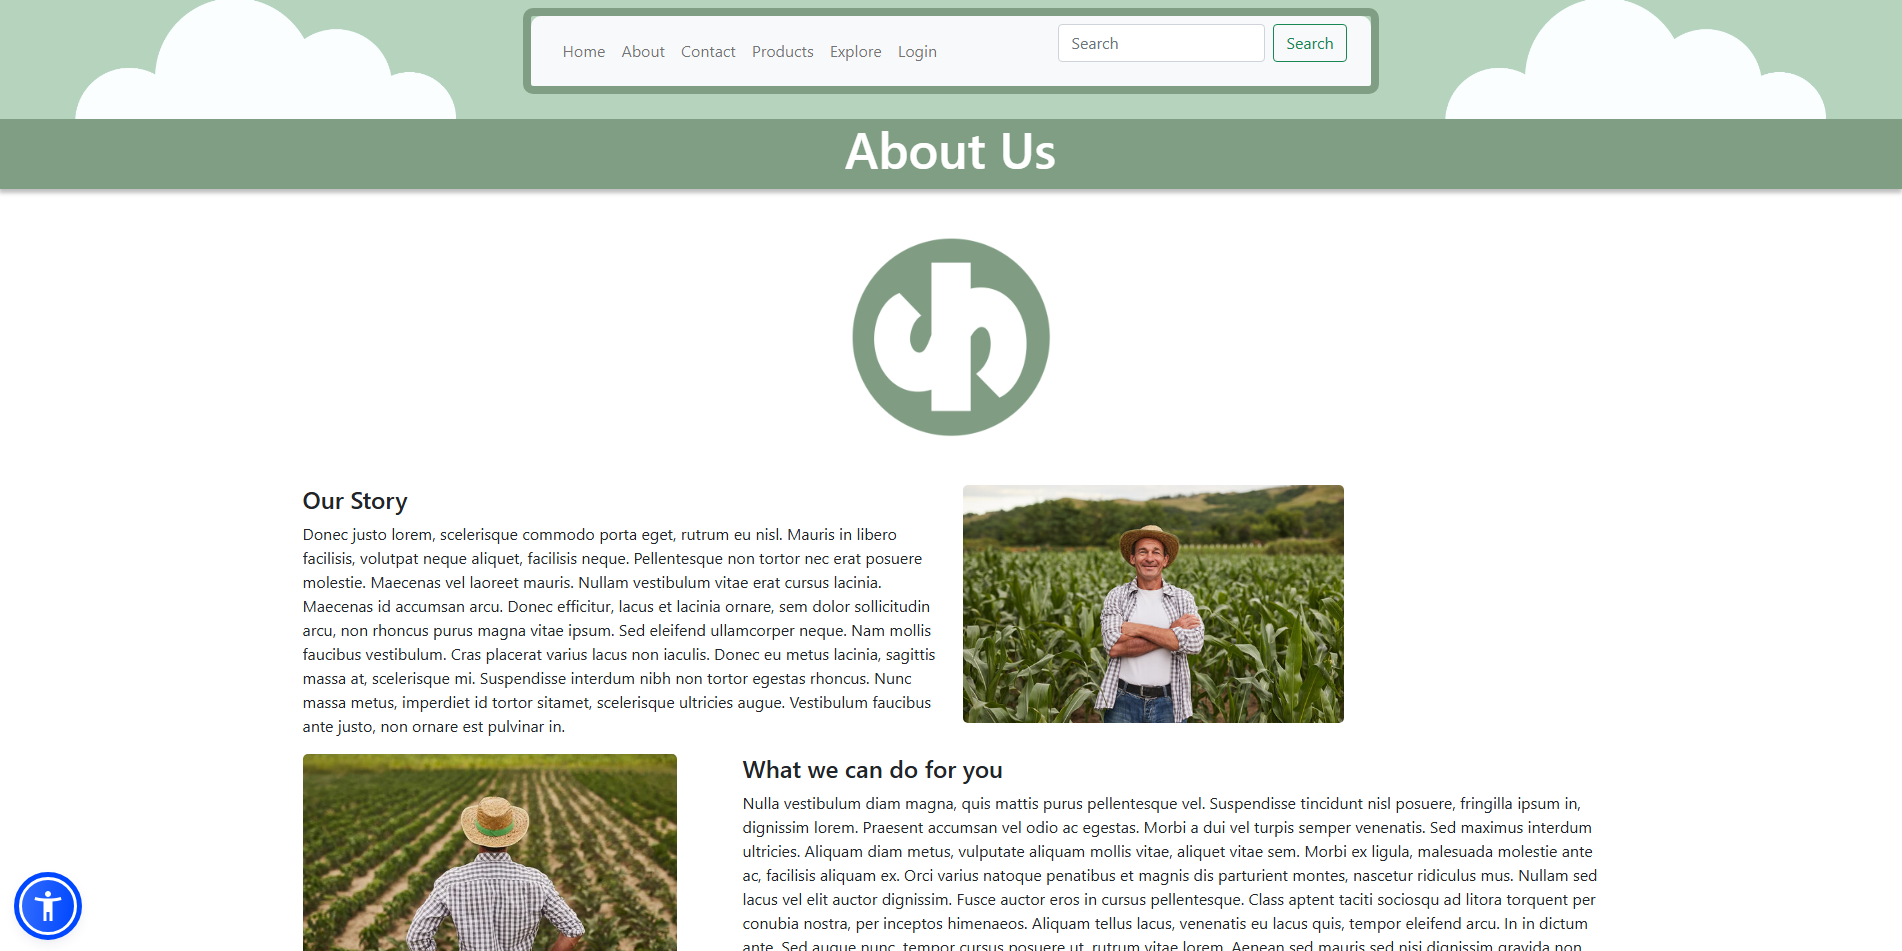 Home About Contact Products Explore Login Search Search
About Us
Our Story
Donec justo lorem, scelerisque commodo porta eget, rutrum eu nisl. Mauris in libero
facilisis, volutpat neque aliquet, facilisis neque. Pellentesque non tortor nec erat posuere
molestie. Maecenas vel laoreet mauris. Nullam vestibulum vitae erat cursus lacinia.
Maecenas id accumsan arcu. Donec efficitur, lacus et lacinia ornare, sem dolor sollicitudin
arcu, non rhoncus purus magna vitae ipsum. Sed eleifend ullamcorper neque. Nam mollis
faucibus vestibulum. Cras placerat varius lacus non iaculis. Donec eu metus lacinia, sagittis
massa at, scelerisque mi. Suspendisse interdum nibh non tortor egestas rhoncus. Nunc
massa metus, imperdiet id tortor sitamet, scelerisque ultricies augue. Vestibulum faucibus
ante justo, non ornare est pulvinar in.
What we can do for you
Nulla vestibulum diam magna, quis mattis purus pellentesque vel. Suspendisse tincidunt nisl posuere, fringilla ipsum in,
dignissim lorem. Praesent accumsan vel odio ac egestas. Morbi a dui vel turpis semper venenatis. Sed maximus interdum
ultricies. Aliquam diam metus, vulputate aliquam mollis vitae, aliquet vitae sem. Morbi ex ligula, malesuada molestie ante
ac, facilisis aliquam ex. Orci varius natoque penatibus et magnis dis parturient montes, nascetur ridiculus mus. Nullam sed
lacus vel elit auctor dignissim. Fusce auctor eros in cursus pellentesque. Class aptent taciti sociosqu ad litora torquent per
conubia nostra, per inceptos himenaeos. Aliquam tellus lacus, venenatis eu lacus quis, tempor eleifend arcu. In in dictum
ante. Sed augue nunc, tempor cursus posuere ut, rutrum vitae lorem. Aenean sed mauris sed nisi dignissim gravida non